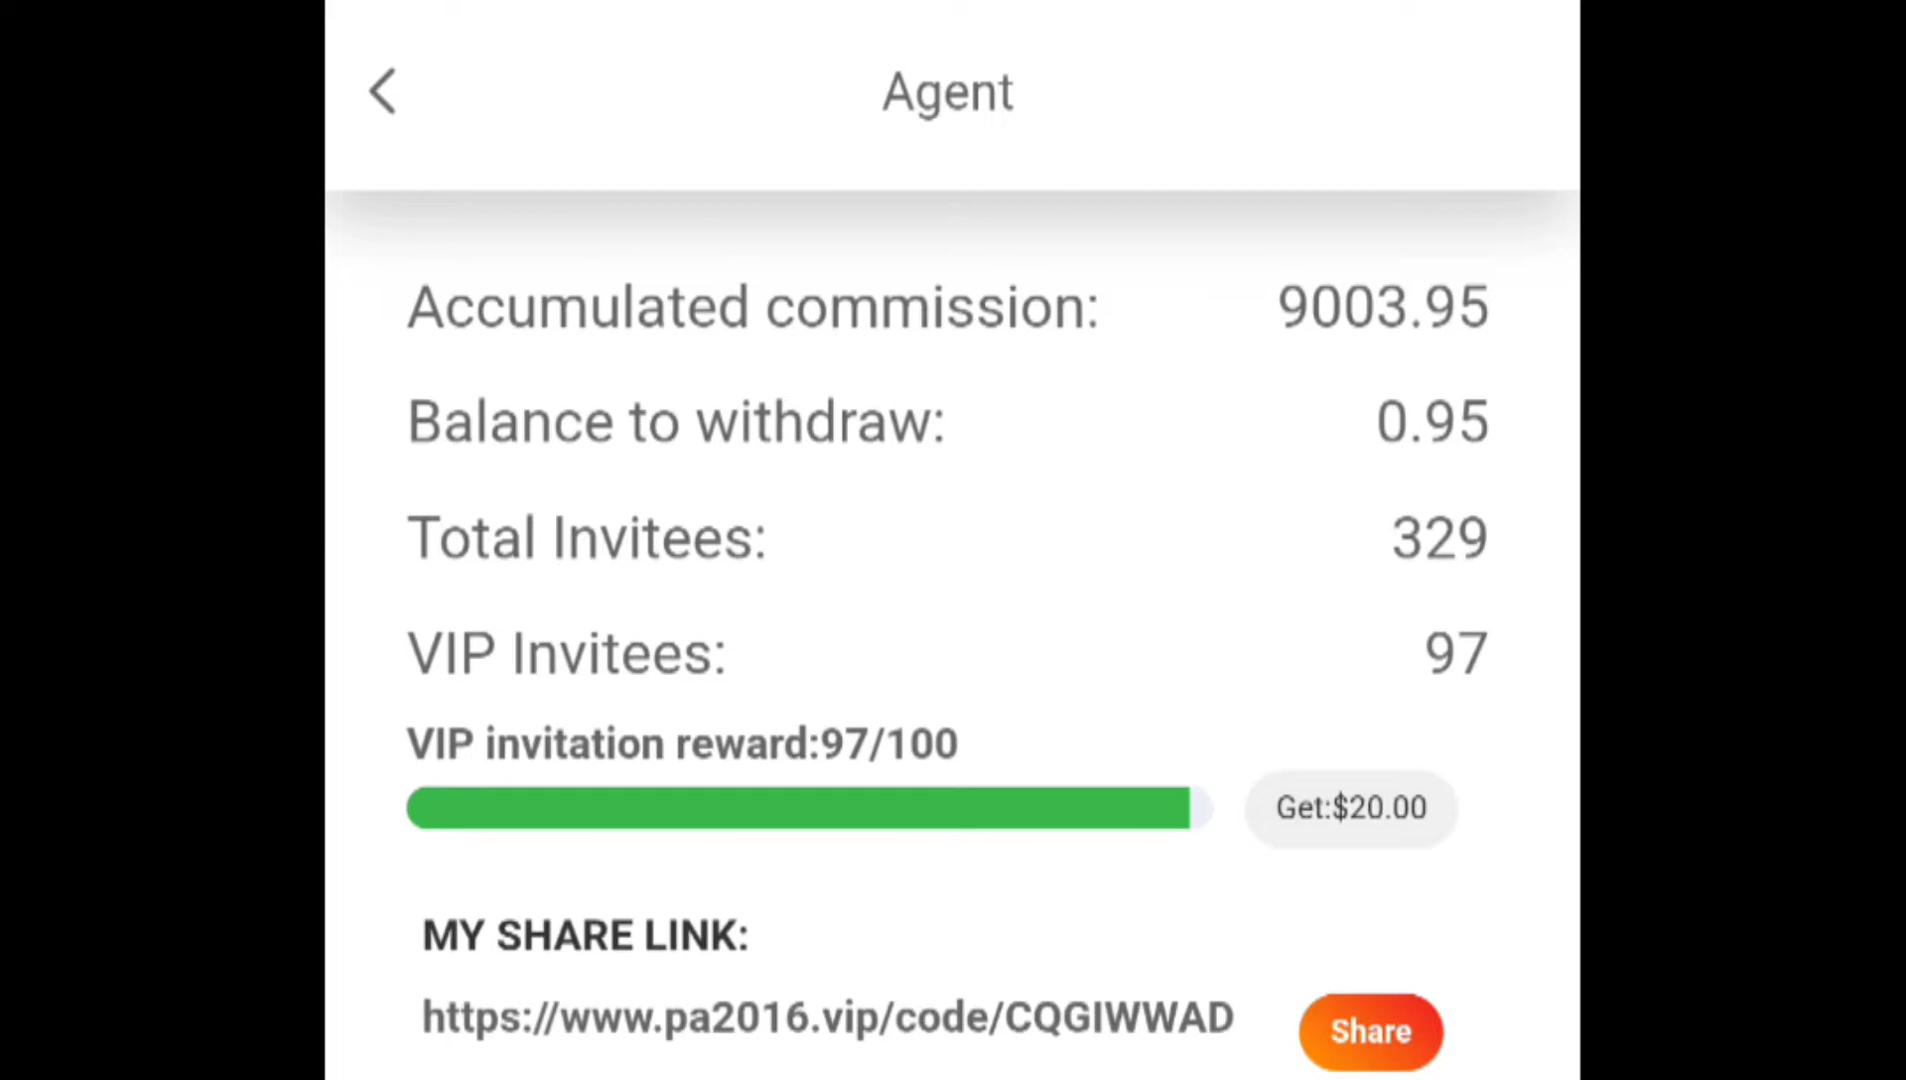 Agent
Accumulated commission: 9003.95
Balance to withdraw: 0.95
Total Invitees: 329
VIP Invitees: 97
VIP invitation reward:97/100
Get:$20.00
MY SHARE LINK:
https://www.pa2016.vip/code/CQGIWWAD
Share